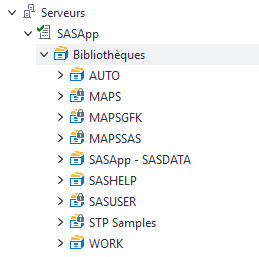 Serveurs
SASApp
Bibliothèques
AUTO
MAPS
MAPSGFK
MAPSSAS
SASApp - SASDATA
SASHELP
SASUSER
STP Samples
WORK